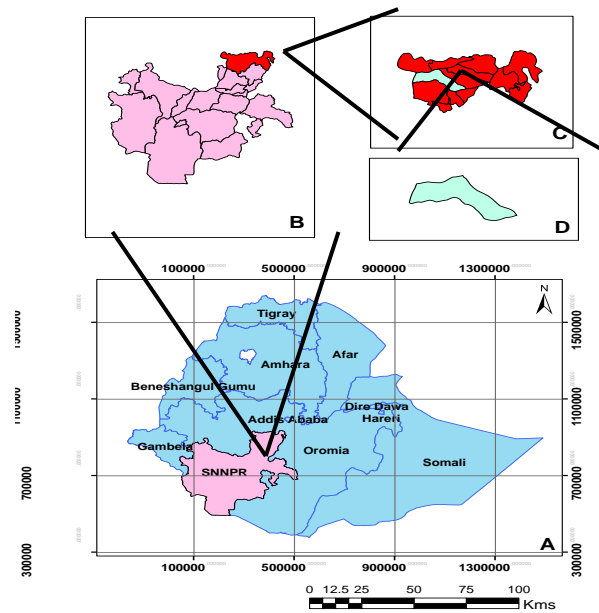 B
C
D
100000 500000 900000 1300000
N
1500000
1100000
700000
300000
Tigray
Afar
Amhara
Beneshangul Gumu
Dire Dawa
Addis Ababa
Hareri
Gambela
Oromia
SNNPR
Somali
1100000
700000
300000
A
100000 500000 900000 1300000
0 12.5 25 50 75 100
Kms